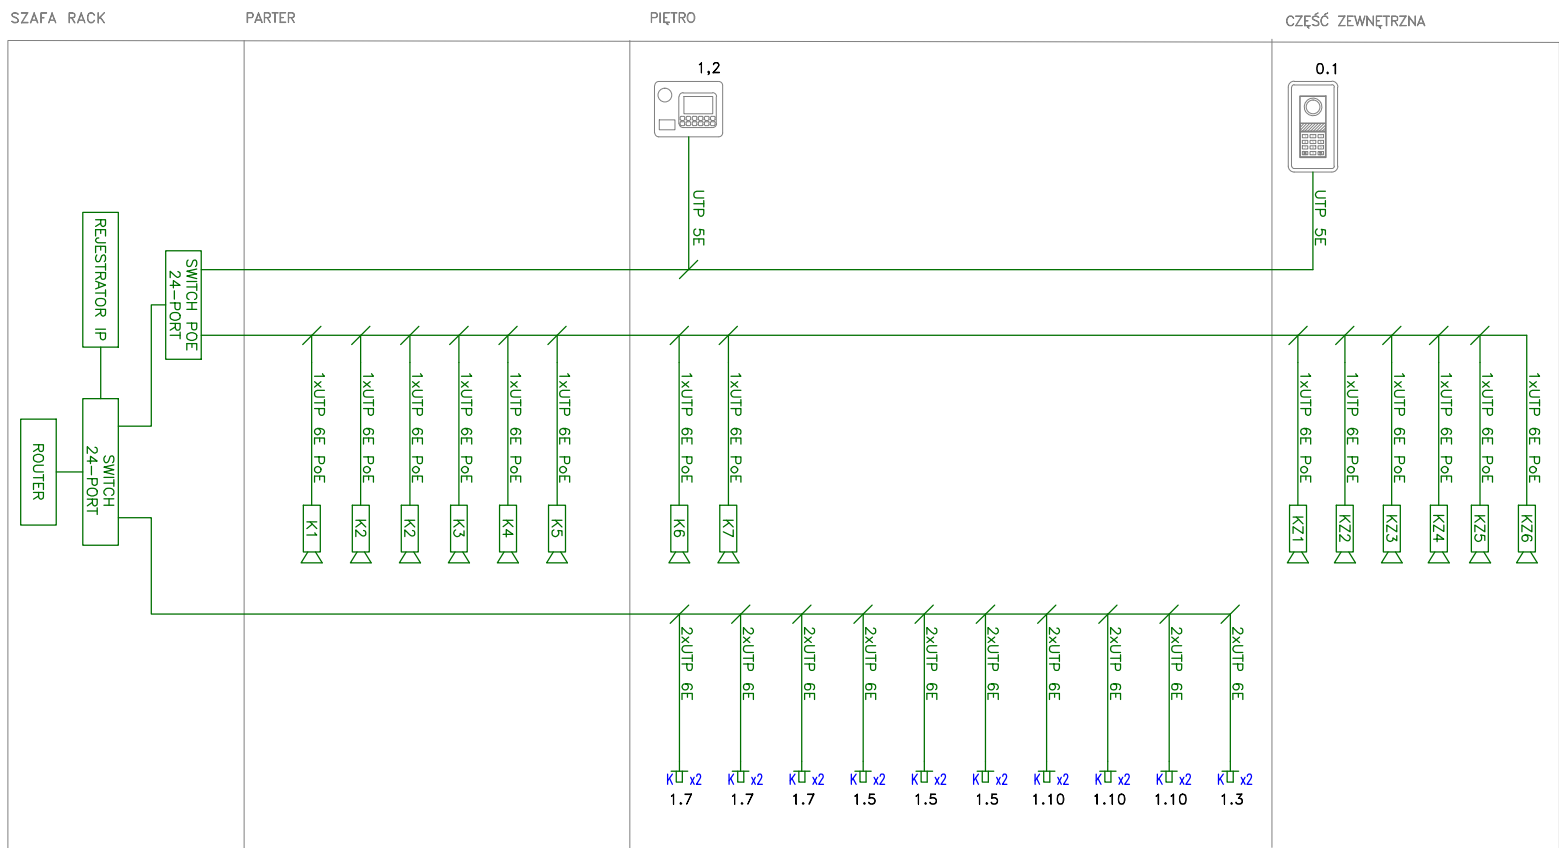 SZAFA RACK
PARTER
PIĘTRO
CZĘŚĆ ZEWNĘTRZNA
1,2
0.1
UTP 5E
UTP 5E
REJESTRATOR IP
SWITCH POE
24-PORT
ROUTER
SWITCH
24-PORT
1xUTP 6E PoE
1xUTP 6E PoE
1xUTP 6E PoE
1xUTP 6E PoE
1xUTP 6E PoE
1xUTP 6E PoE
1xUTP 6E PoE
1xUTP 6E PoE
1xUTP 6E PoE
1xUTP 6E PoE
1xUTP 6E PoE
1xUTP 6E PoE
1xUTP 6E PoE
1xUTP 6E PoE
K1
K2
K2
K3
K4
K5
K6
K7
KZ1
KZ2
KZ3
KZ4
KZ5
KZ6
2xUTP 6E
2xUTP 6E
2xUTP 6E
2xUTP 6E
2xUTP 6E
2xUTP 6E
2xUTP 6E
2xUTP 6E
2xUTP 6E
2xUTP 6E
K x2
K x2
K x2
K x2
K x2
K x2
K x2
K x2
K x2
K x2
1.7
1.7
1.7
1.5
1.5
1.5
1.10
1.10
1.10
1.3